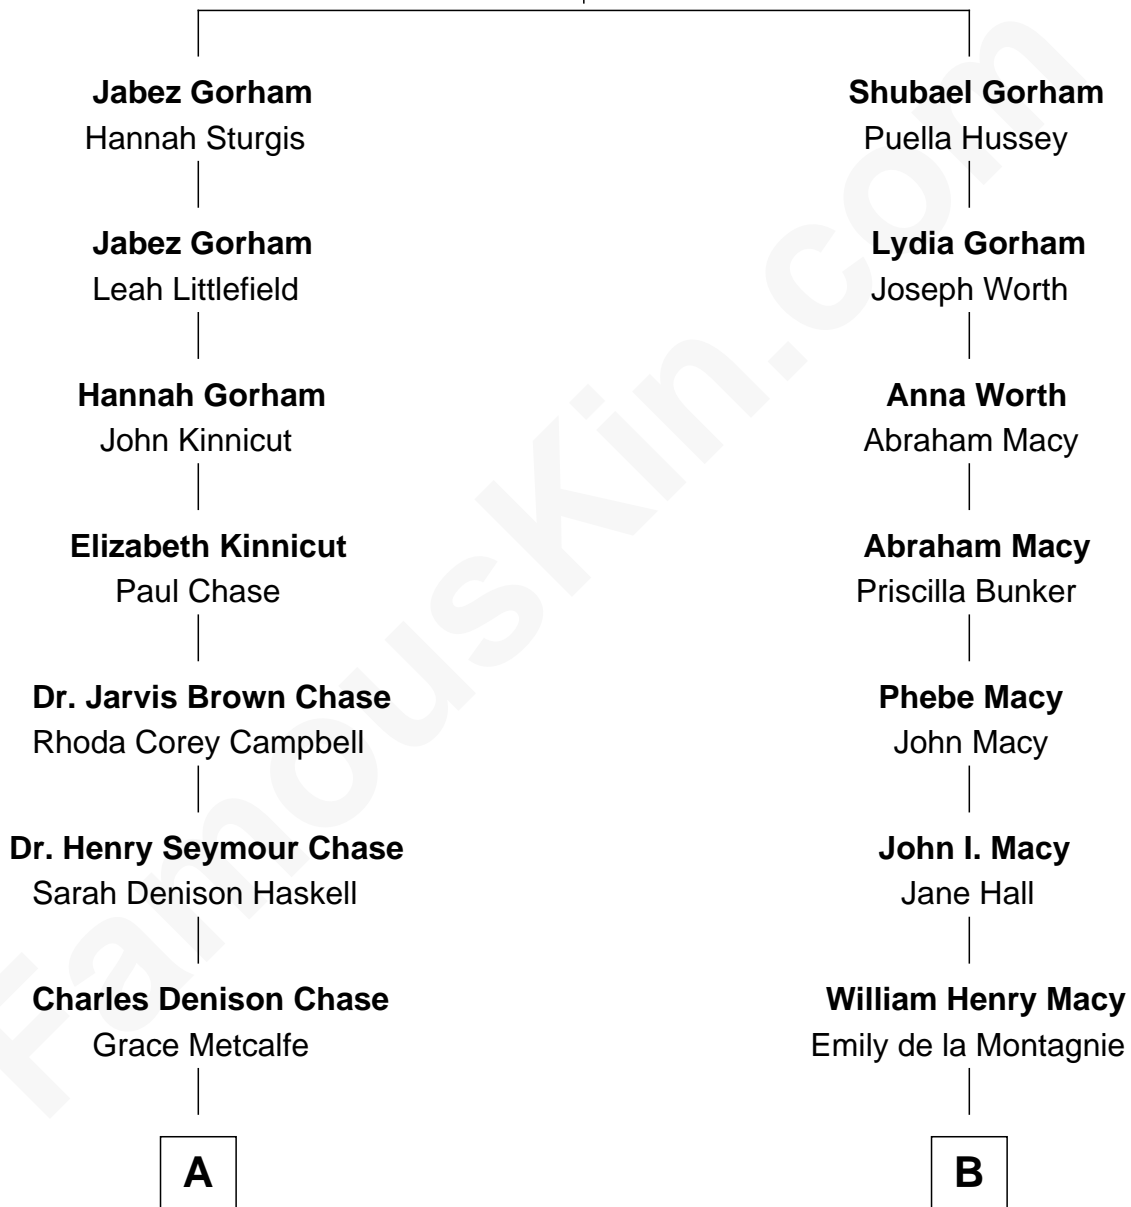 Jabez Gorham
Hannah Sturgis
Jabez Gorham
Leah Littlefield
Hannah Gorham
John Kinnicut
Elizabeth Kinnicut
Paul Chase
Dr. Jarvis Brown Chase
Rhoda Corey Campbell
Dr. Henry Seymour Chase
Sarah Denison Haskell
Charles Denison Chase
Grace Metcalfe
A
Shubael Gorham
Puella Hussey
Lydia Gorham
Joseph Worth
Anna Worth
Abraham Macy
Abraham Macy
Priscilla Bunker
Phebe Macy
John Macy
John I. Macy
Jane Hall
William Henry Macy
Emily de la Montagnie
B
FamousKin.com